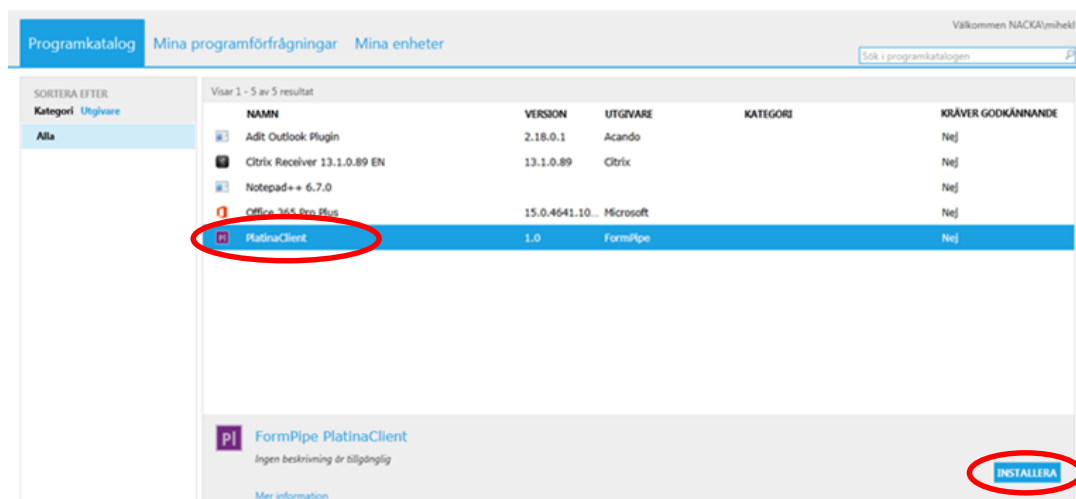 Välkommen NACKA\mihekl
Programkatalog Mina programförfrågningar Mina enheter
Sök i programkatalogen
SORTERA EFTER
Kategori Utgivare
Alla
Visar 1 - 5 av 5 resultat
NAMN VERSION UTGIVARE KATEGORI KRÄVER GODKÄNNANDE
Adit Outlook Plugin 2.18.0.1 Acando Nej
Citrix Receiver 13.1.0.89 EN 13.1.0.89 Citrix Nej
Notepad++ 6.7.0 Nej
Office 365 Pro Plus 15.0.4641.10... Microsoft Nej
Pl PlatinaClient 1.0 FormPipe Nej
Pl FormPipe PlatinaClient
Ingen beskrivning är tillgänglig
INSTALLERA
Mer information